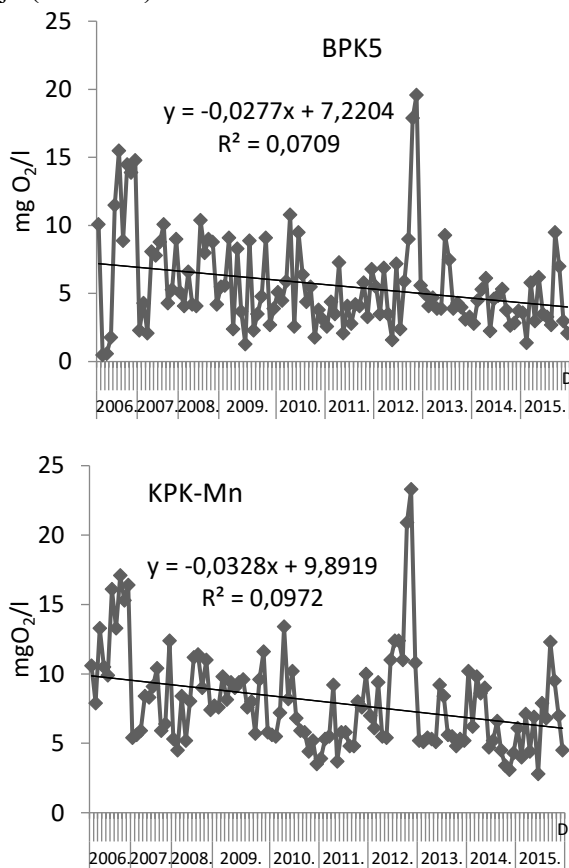 BPK5
y = -0,0277x + 7,2204
R² = 0,0709
mg O₂/l
25
20
15
10
5
0
D
2006. 2007. 2008. 2009. 2010. 2011. 2012. 2013. 2014. 2015.
KPK-Mn
y = -0,0328x + 9,8919
R² = 0,0972
mgO₂/l
25
20
15
10
5
0
D
2006. 2007. 2008. 2009. 2010. 2011. 2012. 2013. 2014. 2015.